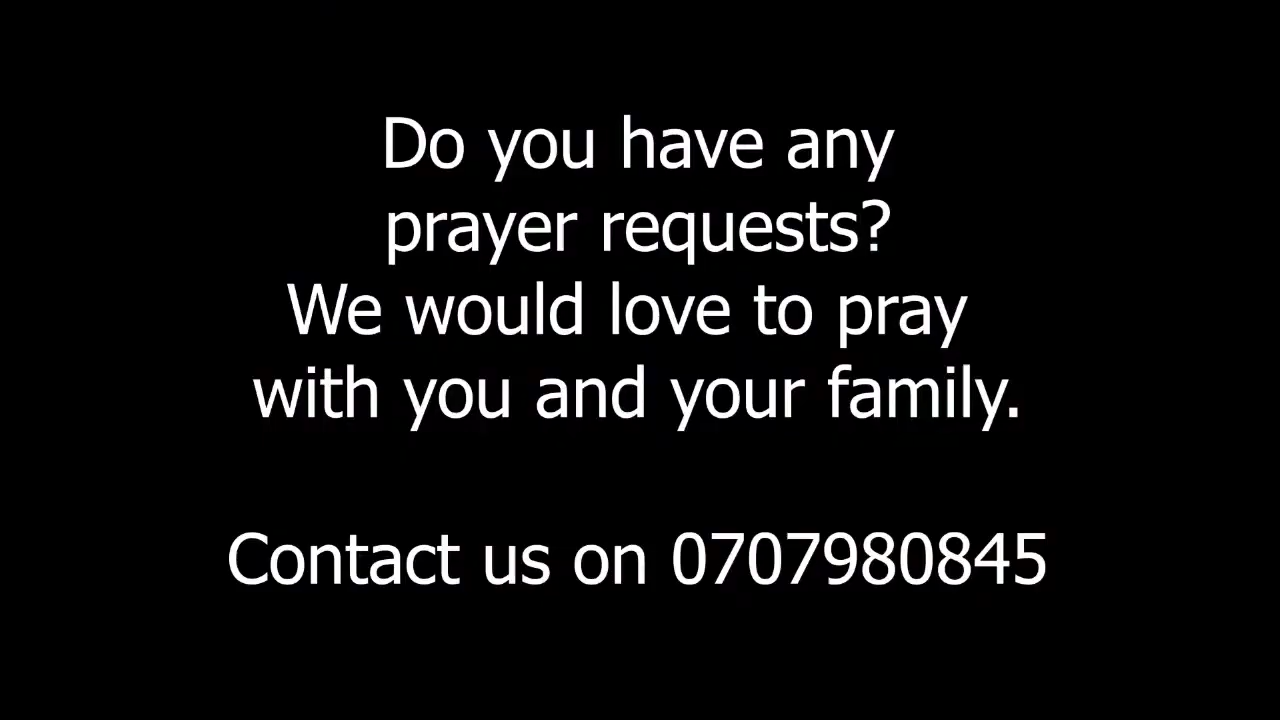 Do you have any
prayer requests?
We would love to pray
with you and your family.
Contact us on 0707980845